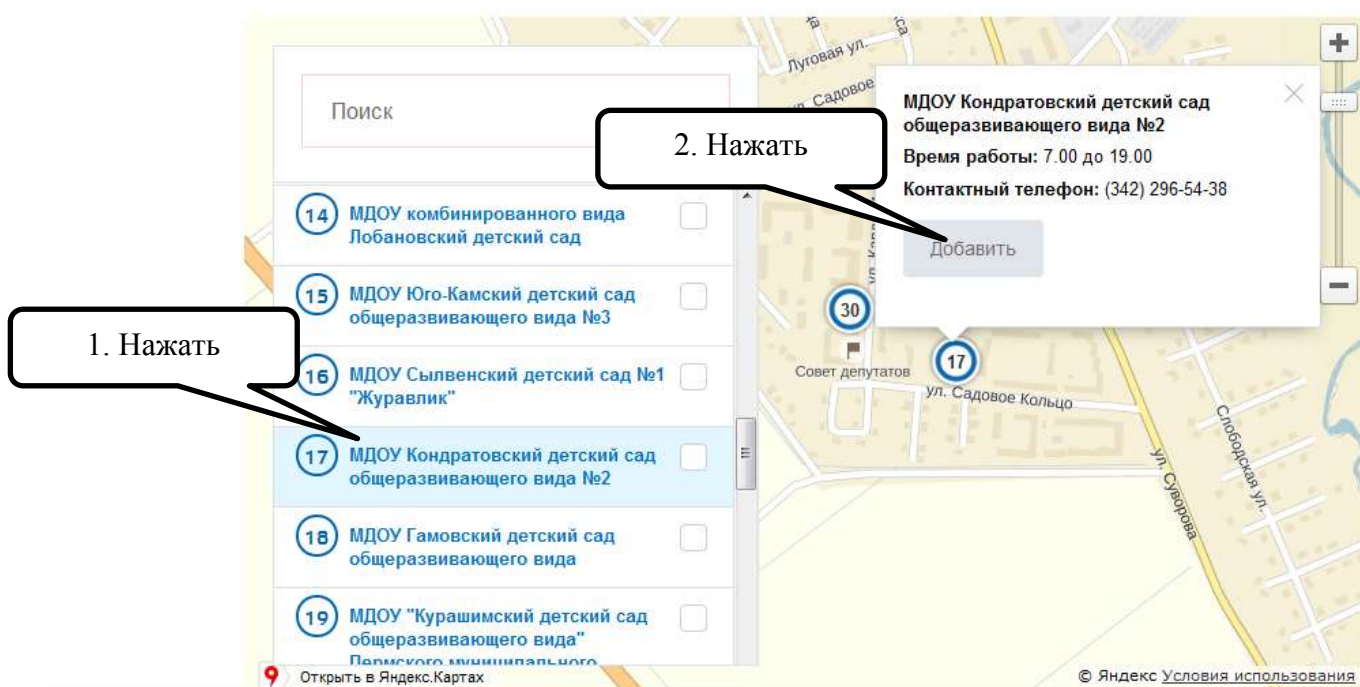 Поиск
14
МДОУ комбинированного вида
Лобановский детский сад
15
МДОУ Юго-Камский детский сад
общеразвивающего вида №3
16
МДОУ Сылвенский детский сад №1
"Журавлик"
17
МДОУ Кондратовский детский сад
общеразвивающего вида №2
18
МДОУ Гамовский детский сад
общеразвивающего вида
19
МДОУ "Курашимский детский сад
общеразвивающего вида"
Пермского муниципального
1. Нажать
2. Нажать
МДОУ Кондратовский детский сад
общеразвивающего вида №2
Время работы: 7.00 до 19.00
Контактный телефон: (342) 296-54-38
Добавить
Луговая ул.
Садовое
30
17
Совет депутатов
ул. Садовое Кольцо
Слободская ул.
ул. Суворова
Открыть в Яндекс.Картах
© Яндекс Условия использования